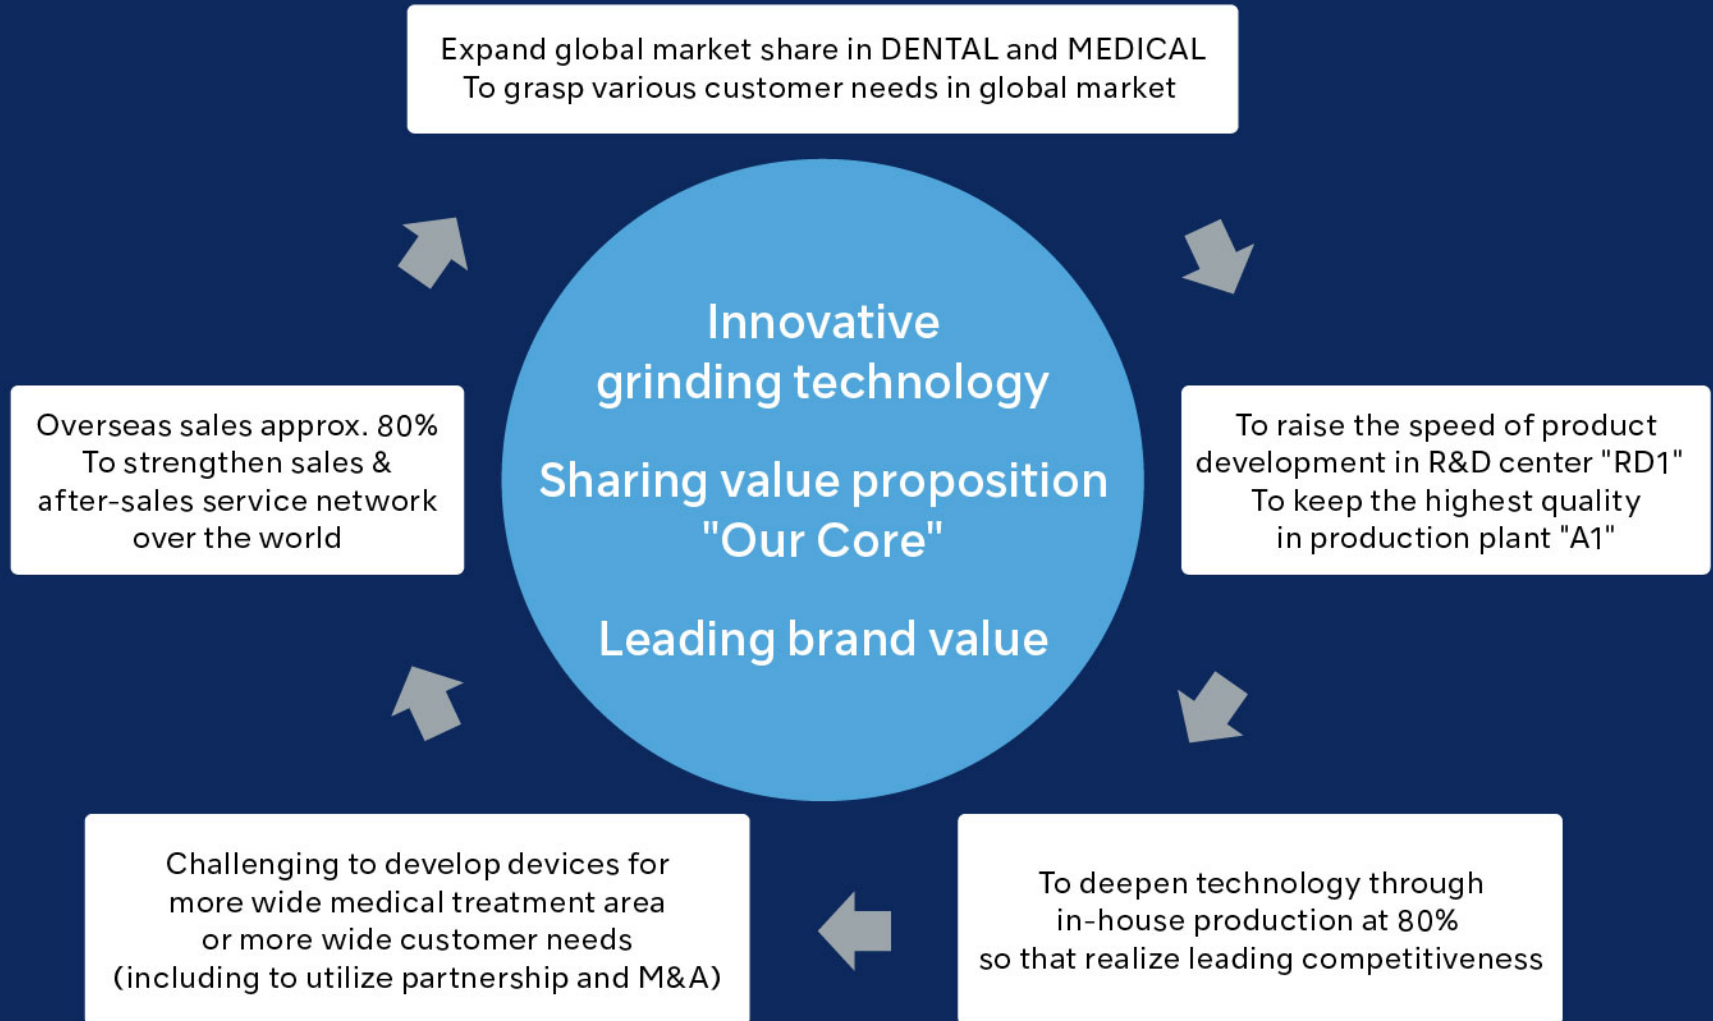 Expand global market share in DENTAL and MEDICAL
To grasp various customer needs in global market
Innovative
grinding technology
Sharing value proposition
"Our Core"
Leading brand value
To raise the speed of product
development in R&D center "RD1"
To keep the highest quality
in production plant "A1"
To deepen technology through
in-house production at 80%
so that realize leading competitiveness
Challenging to develop devices for
more wide medical treatment area
or more wide customer needs
(including to utilize partnership and M&A)
Overseas sales approx. 80%
To strengthen sales &
after-sales service network
over the world